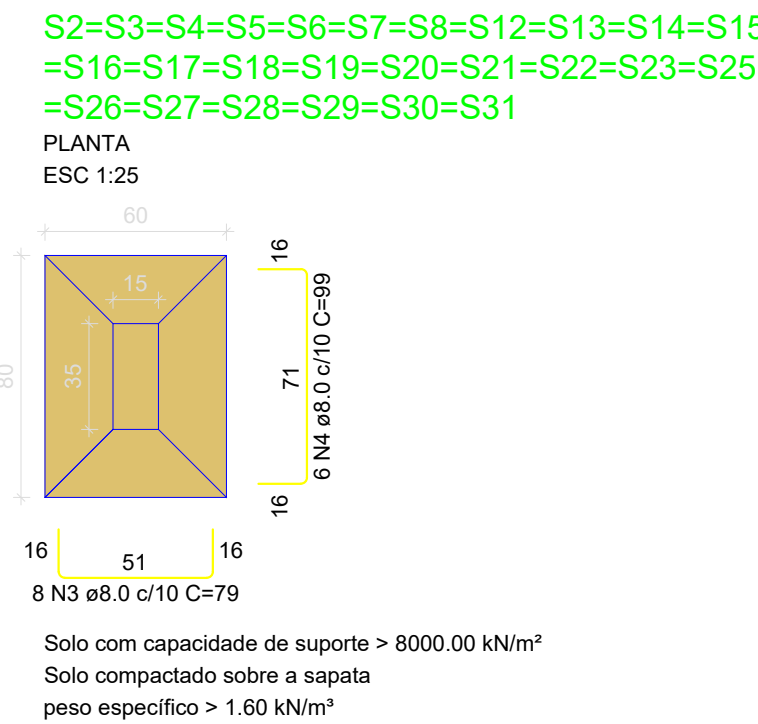 S2=S3=S4=S5=S6=S7=S8=S12=S13=S14=S15
=S16=S17=S18=S19=S20=S21=S22=S23=S25
=S26=S27=S28=S29=S30=S31
PLANTA
ESC 1:25
60
15
80
35
16
71
16
6 N4 ø8.0 c/10 C=99
16
51
16
8 N3 ø8.0 c/10 C=79
Solo com capacidade de suporte > 8000.00 kN/m²
Solo compactado sobre a sapata
peso específico > 1.60 kN/m³